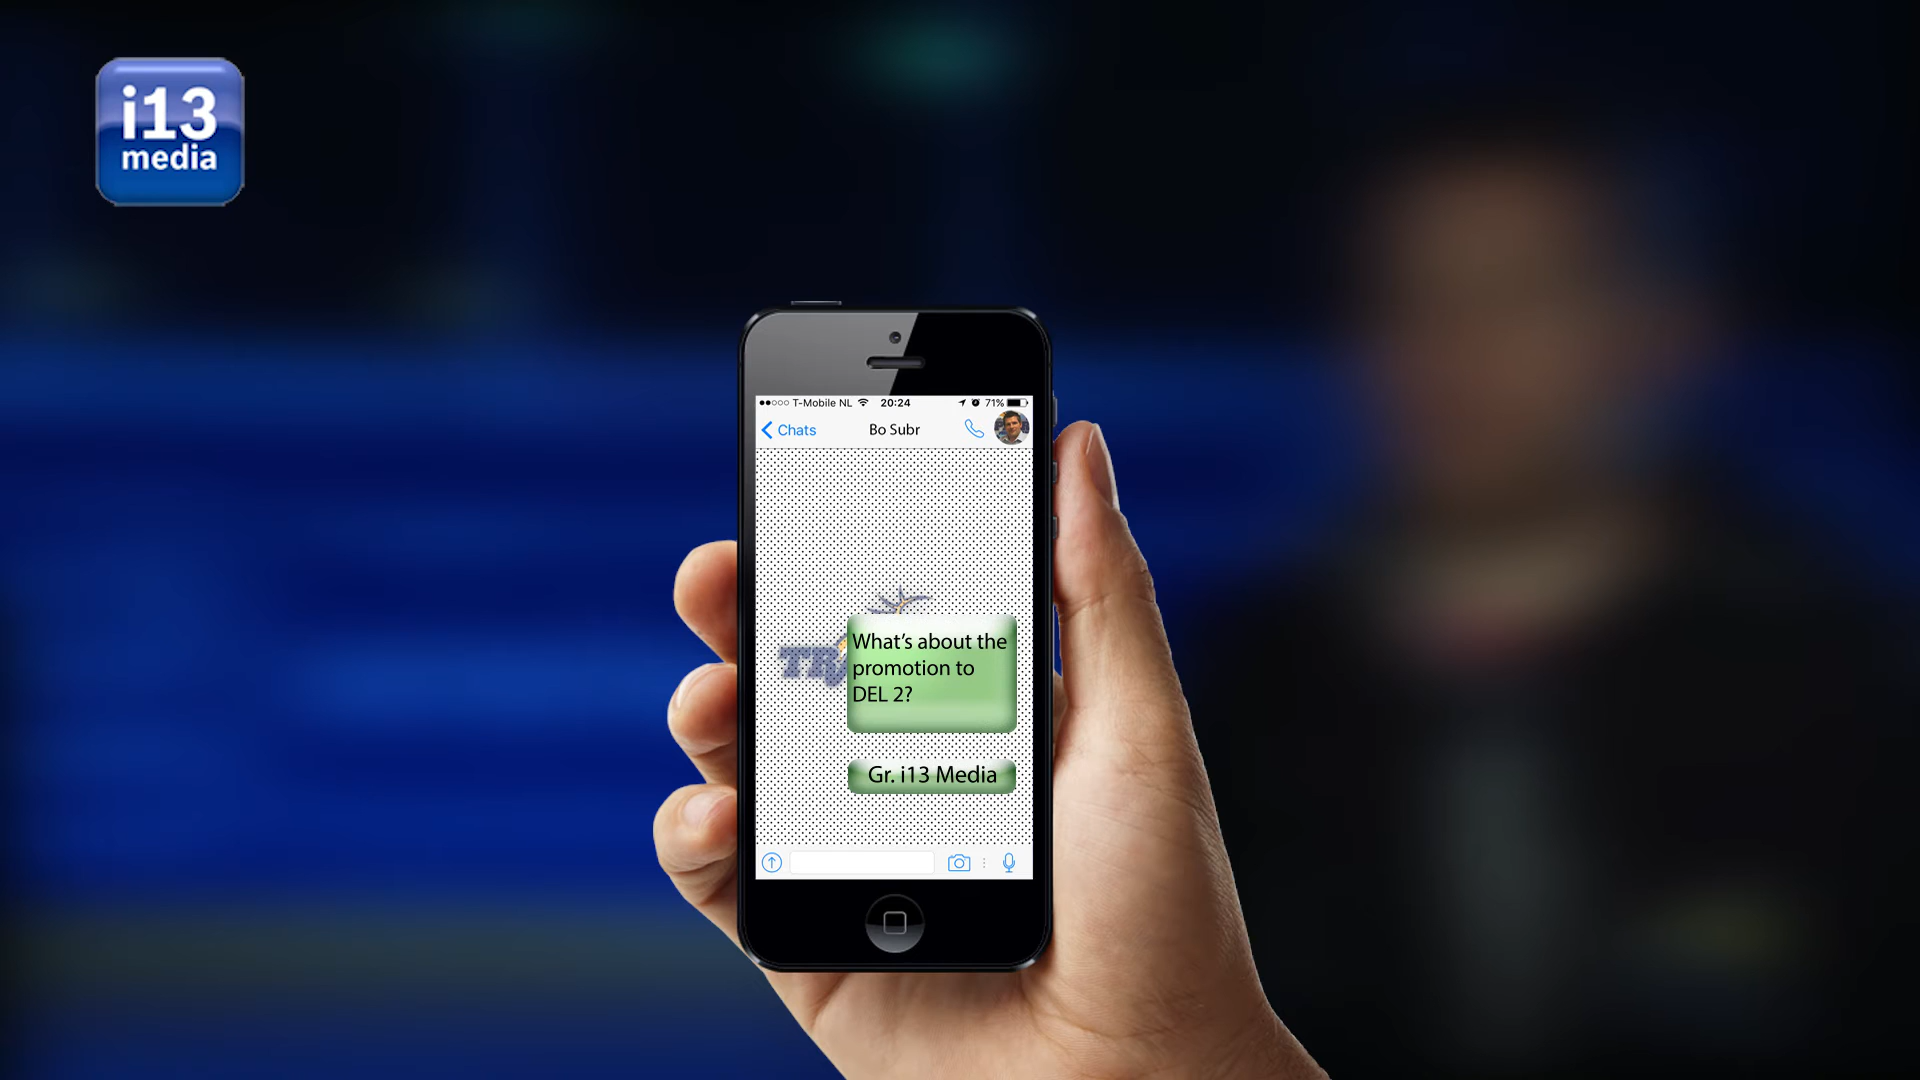 i13
media
T-Mobile NL 20:24 71%
Chats Bo Subr
What’s about the
promotion to
DEL 2?
Gr. i13 Media